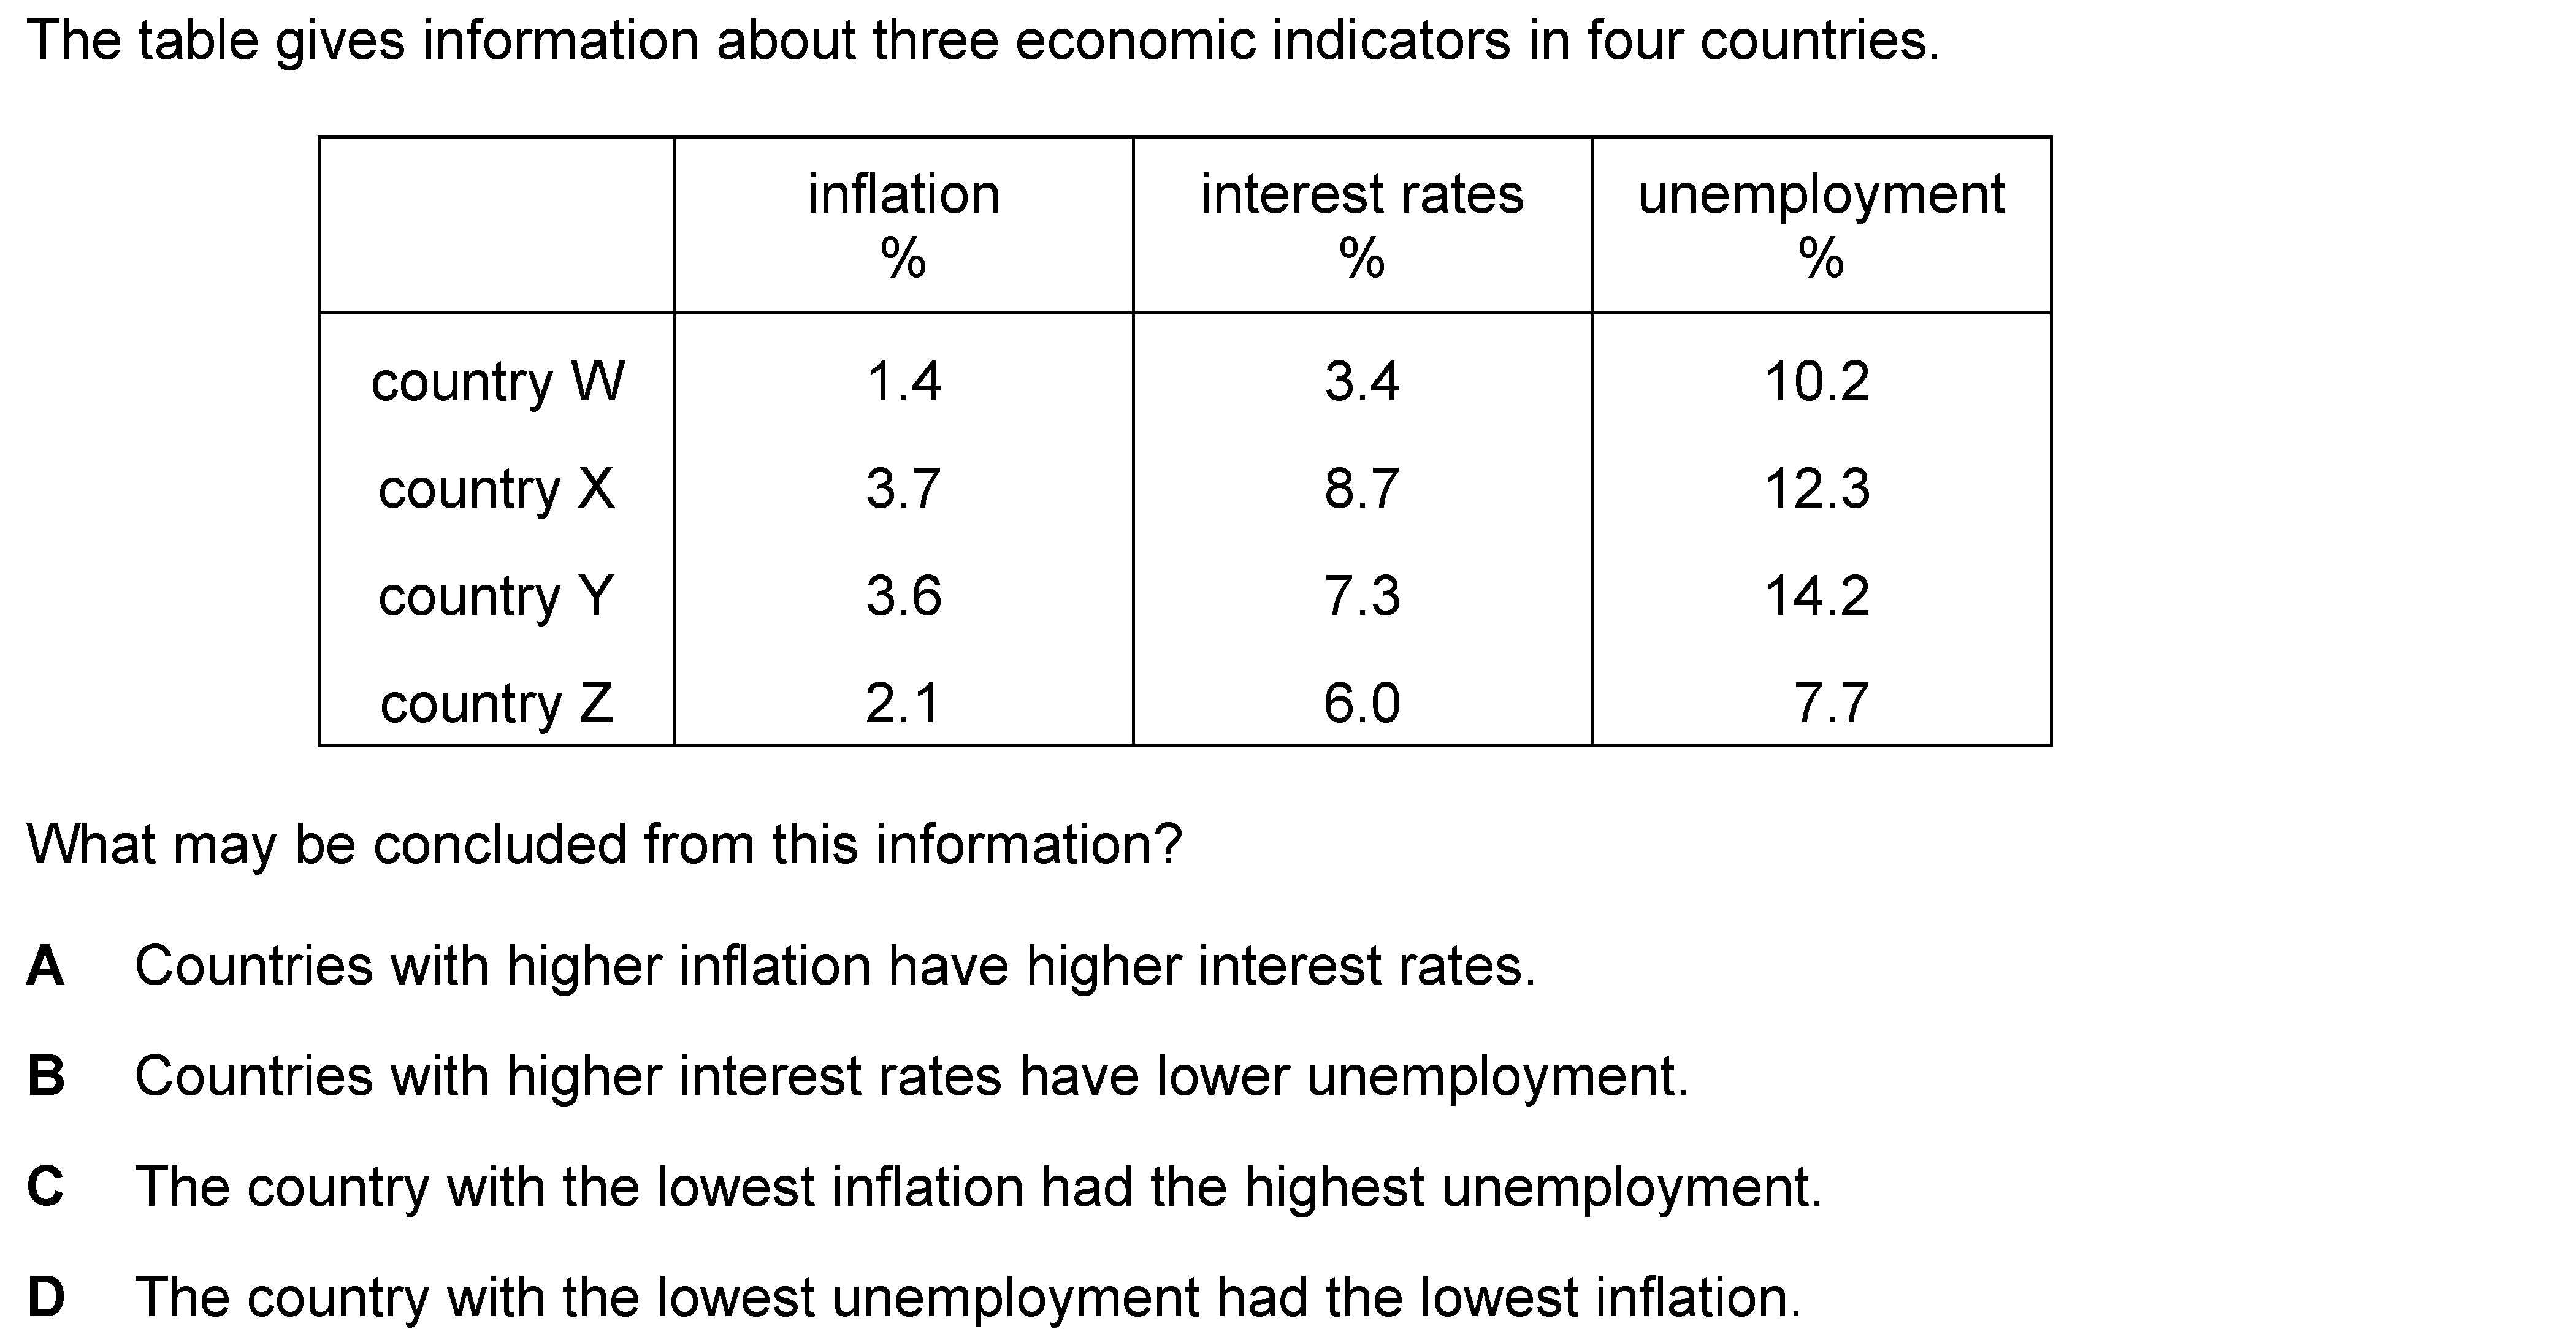 The table gives information about three economic indicators in four countries.
inflation interest rates unemployment
% % %
country W 1.4 3.4 10.2
country X 3.7 8.7 12.3
country Y 3.6 7.3 14.2
country Z 2.1 6.0 7.7
What may be concluded from this information?
A Countries with higher inflation have higher interest rates.
B Countries with higher interest rates have lower unemployment.
C The country with the lowest inflation had the highest unemployment.
D The country with the lowest unemployment had the lowest inflation.